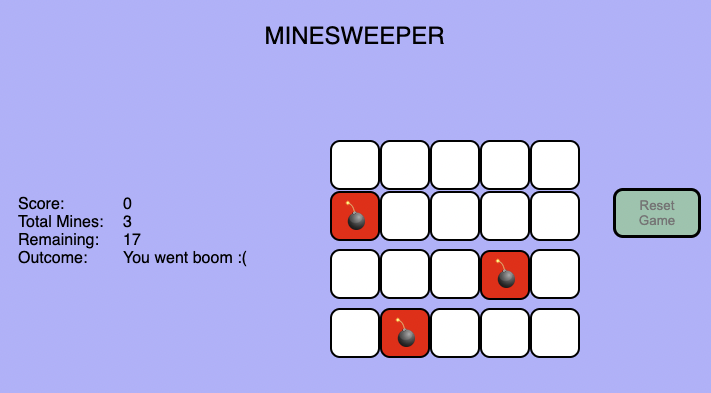 MINESWEEPER
Score: 0
Total Mines: 3
Remaining: 17
Outcome: You went boom :(
Reset
Game